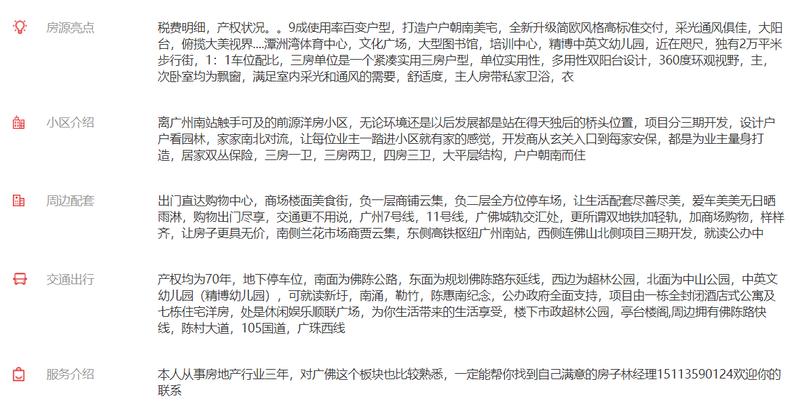 房源亮点
税费明细，产权状况。。9成使用率百变户型，打造户户朝南美宅，全新升级简欧风格高标准交付，采光通风俱佳，大阳
台，俯揽大美视界....潭洲湾体育中心，文化广场，大型图书馆，培训中心，精博中英文幼儿园，近在咫尺，独有2万平米
步行街，1：1车位配比，三房单位是一个紧凑实用三房户型，单位实用性，多用性双阳台设计，360度环观视野，主，
次卧室均为飘窗，满足室内采光和通风的需要，舒适度，主人房带私家卫浴，衣
小区介绍
离广州南站触手可及的前源洋房小区，无论环境还是以后发展都是站在得天独后的桥头位置，项目分三期开发，设计户
户看园林，家家南北对流，让每位业主一踏进小区就有家的感觉，开发商从玄关入口到每家安保，都是为业主量身打
造，居家双丛保险，三房一卫，三房两卫，四房三卫，大平层结构，户户朝南而住
周边配套
出门直达购物中心，商场楼面美食街，负一层商铺云集，负二层全方位停车场，让生活配套尽善尽美，爱车美美无日晒
雨淋，购物出门尽享，交通更不用说，广州7号线，11号线，广佛城轨交汇处，更所谓双地铁加轻轨，加商场购物，样样
齐，让房子更具无价，南侧兰花市场商贾云集，东侧高铁枢纽广州南站，西侧连佛山北侧项目三期开发，就读公办中
交通出行
产权均为70年，地下停车位，南面为佛陈公路，东面为规划佛陈路东延线，西边为超林公园，北面为中山公园，中英文
幼儿园（精博幼儿园），可就读新圩，南涌，勒竹，陈惠南纪念，公办政府全面支持，项目由一栋全封闭酒店式公寓及
七栋住宅洋房，处是休闲娱乐顺联广场，为你生活带来的生活享受，楼下市政超林公园，亭台楼阁,周边拥有佛陈路快
线，陈村大道，105国道，广珠西线
服务介绍
本人从事房地产行业三年，对广佛这个板块也比较熟悉，一定能帮你找到自己满意的房子林经理15113590124欢迎你的
联系